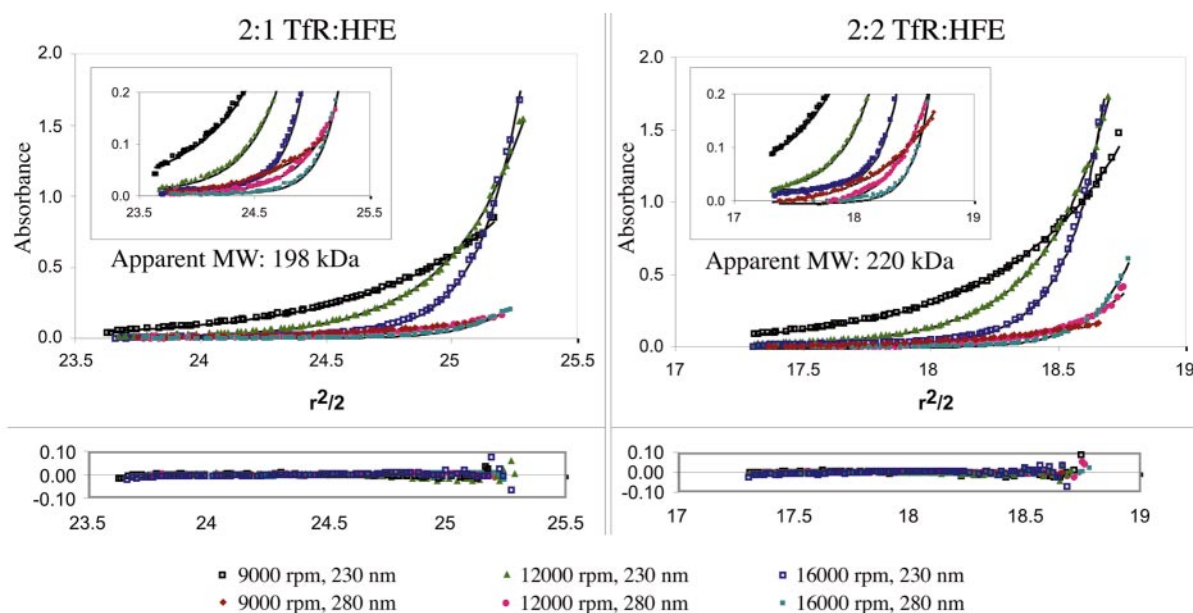 2:1 TfR:HFE
2:2 TfR:HFE
2.0
1.5
1.0
0.5
0.0
Absorbance
0.2
0.1
0.0
23.5 24.5 25.5
Apparent MW: 198 kDa
23.5 24 24.5 25 25.5
r²/2
2.0
1.5
1.0
0.5
0.0
Absorbance
0.2
0.1
0.0
17 18 19
Apparent MW: 220 kDa
17 17.5 18 18.5 19
r²/2
0.10
0.00
-0.10
23.5 24 24.5 25 25.5
0.10
0.00
-0.10
17 17.5 18 18.5 19
9000 rpm, 230 nm 12000 rpm, 230 nm 16000 rpm, 230 nm
9000 rpm, 280 nm 12000 rpm, 280 nm 16000 rpm, 280 nm